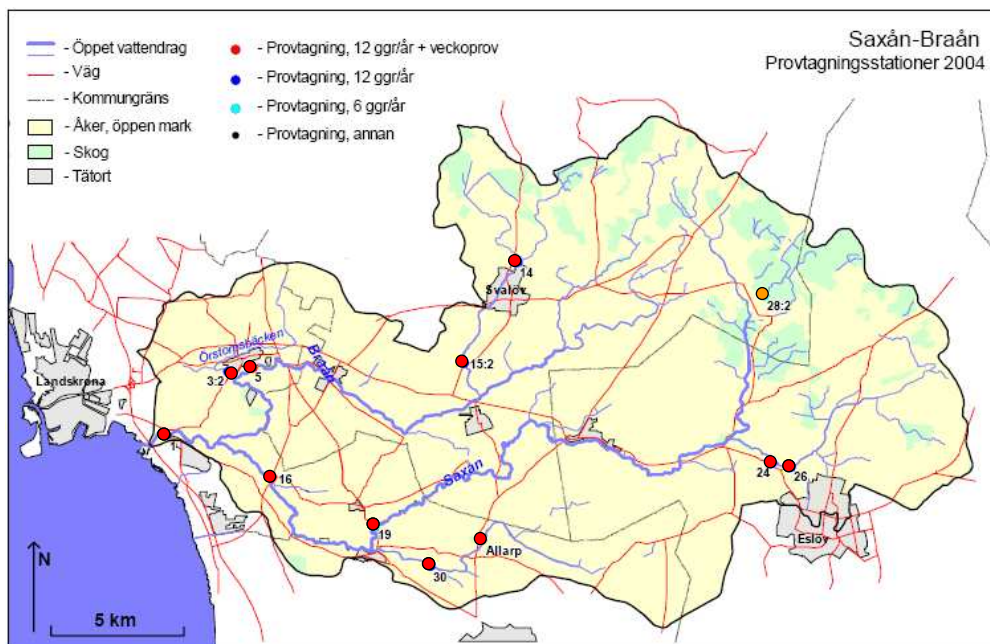 Saxån-Braån
Provtagningsstationer 2004
- Öppet vattendrag
- Väg
- Kommungräns
- Åker, öppen mark
- Skog
- Tätort
- Provtagning, 12 ggr/år + veckoprov
- Provtagning, 12 ggr/år
- Provtagning, 6 ggr/år
- Provtagning, annan
14
Svalöv
28:2
Örstorpsbäcken
Braån
Landskrona
3:2
5
15:2
1
16
Saxån
24
26
19
Allarp
Eslöv
30
N
5 km